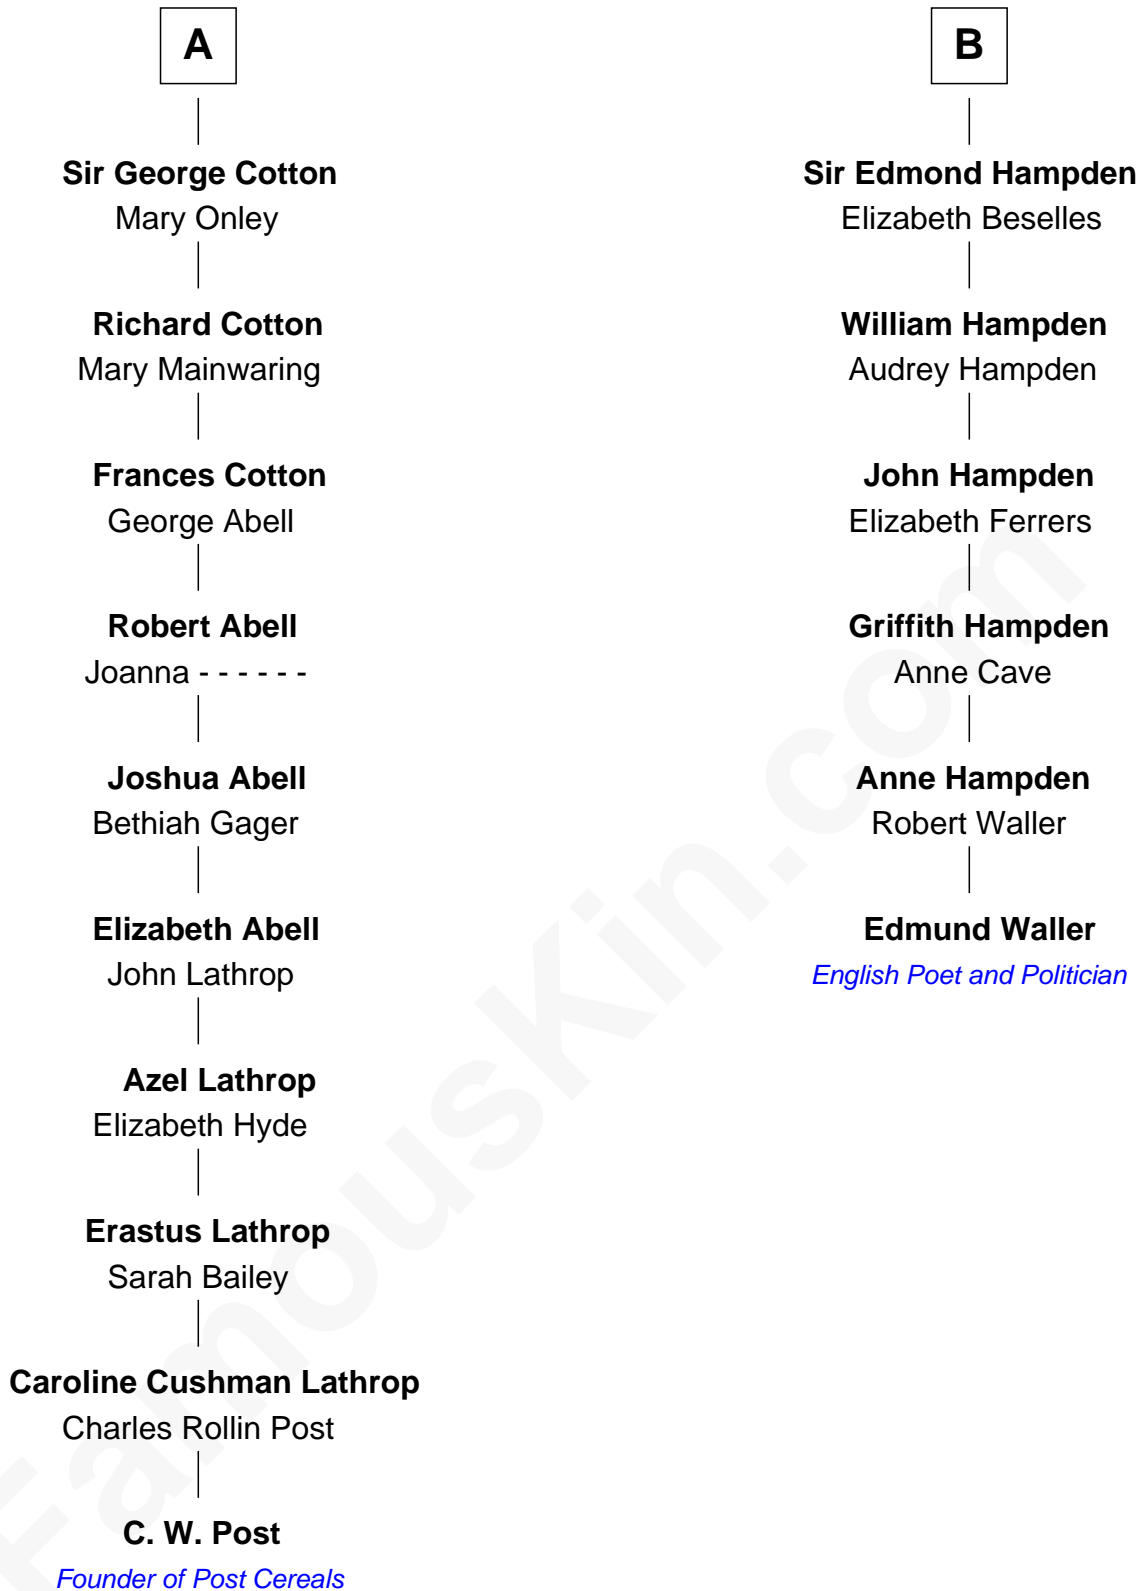 A
Sir George Cotton
Mary Onley
Richard Cotton
Mary Mainwaring
Frances Cotton
George Abell
Robert Abell
Joanna - - - - - -
Joshua Abell
Bethiah Gager
Elizabeth Abell
John Lathrop
Azel Lathrop
Elizabeth Hyde
Erastus Lathrop
Sarah Bailey
Caroline Cushman Lathrop
Charles Rollin Post
C. W. Post
Founder of Post Cereals
B
Sir Edmond Hampden
Elizabeth Beselles
William Hampden
Audrey Hampden
John Hampden
Elizabeth Ferrers
Griffith Hampden
Anne Cave
Anne Hampden
Robert Waller
Edmund Waller
English Poet and Politician
FamousKin.com